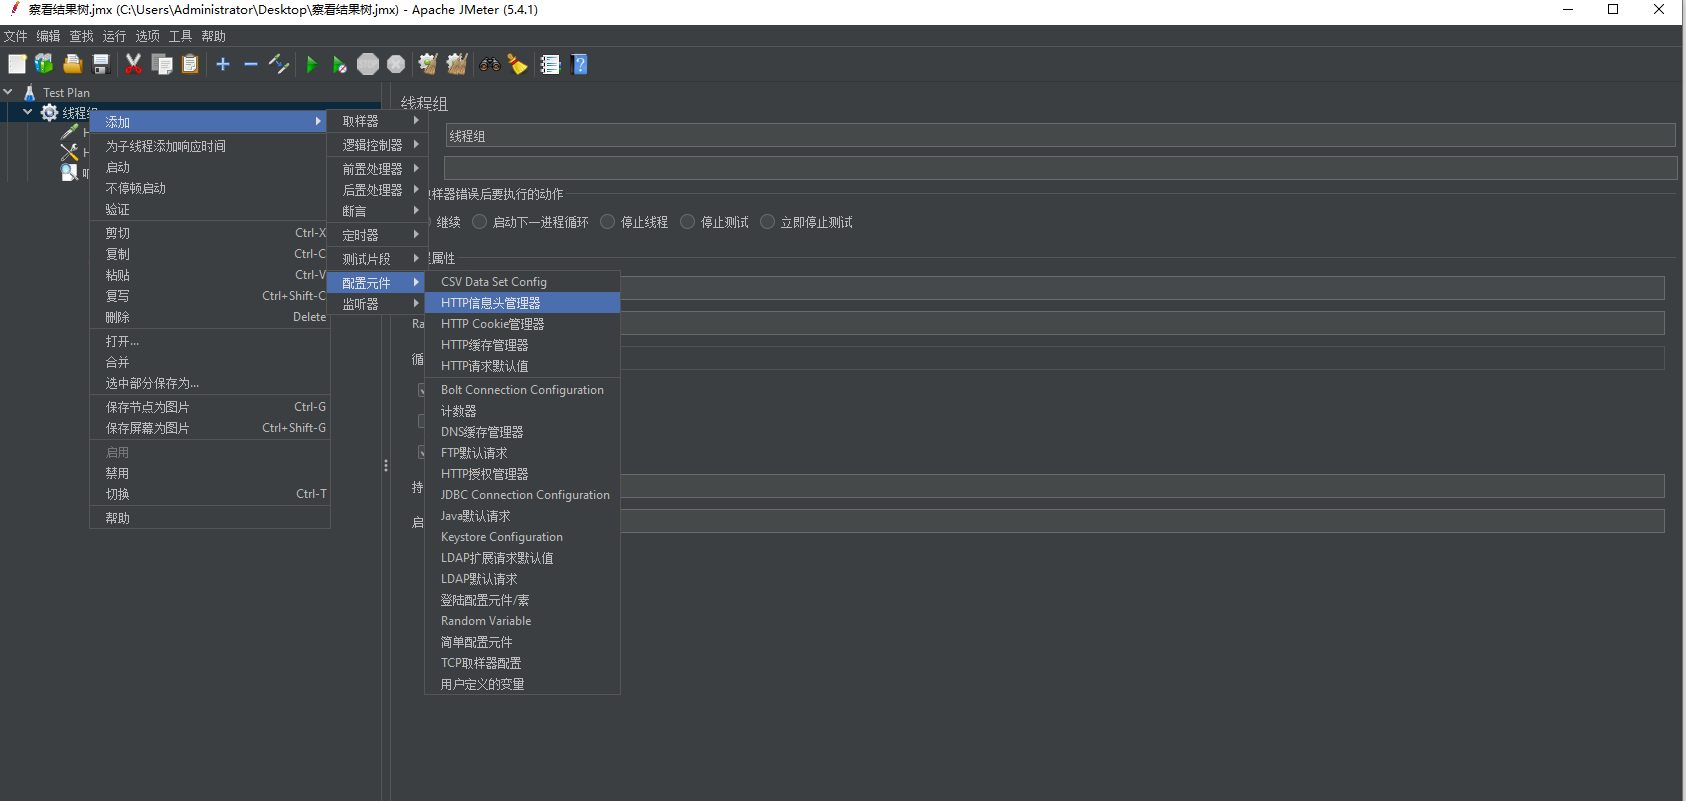 察看结果树.jmx (C:\Users\Administrator\Desktop\察看结果树.jmx) - Apache JMeter (5.4.1)
文件 编辑 查找 运行 选项 工具 帮助
Test Plan
线程组
添加
为子线程添加响应时间
启动
不停顿启动
验证
剪切 Ctrl-X
复制 Ctrl-C
粘贴 Ctrl-V
复写 Ctrl+Shift-C
删除 Delete
打开...
合并
选中部分保存为...
保存节点为图片 Ctrl-G
保存屏幕为图片 Ctrl+Shift-G
启用
禁用
切换 Ctrl-T
帮助
取样器
逻辑控制器
前置处理器
后置处理器
断言
定时器
测试片段
配置元件
监听器
CSV Data Set Config
HTTP信息头管理器
HTTP Cookie管理器
HTTP缓存管理器
HTTP请求默认值
Bolt Connection Configuration
计数器
DNS缓存管理器
FTP默认请求
HTTP授权管理器
JDBC Connection Configuration
Java默认请求
Keystore Configuration
LDAP扩展请求默认值
LDAP默认请求
登陆配置元件/素
Random Variable
简单配置元件
TCP取样器配置
用户定义的变量
线程组
线程组
样器错误后要执行的动作
继续 启动下一进程循环 停止线程 停止测试 立即停止测试
属性
Ra
循
持
启